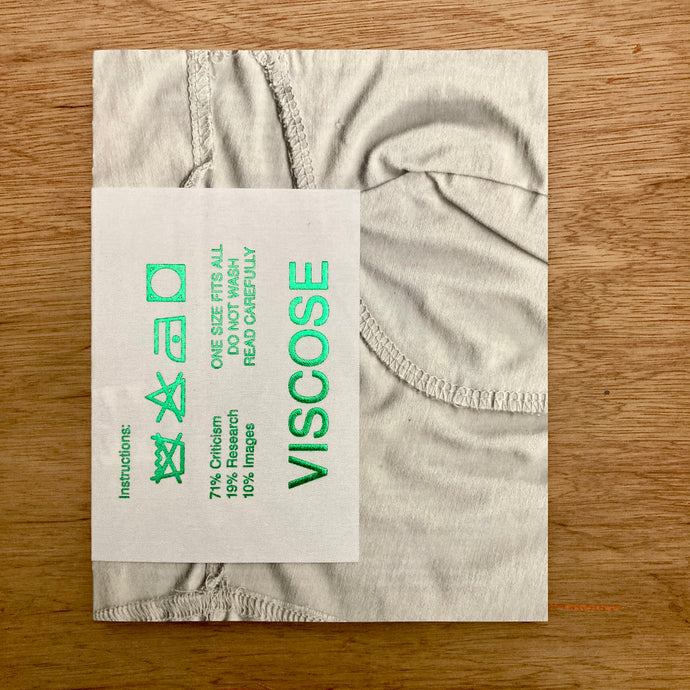 Instructions:
71% Criticism
19% Research
10% Images
ONE SIZE FITS ALL
DO NOT WASH
READ CAREFULLY
VISCOSE